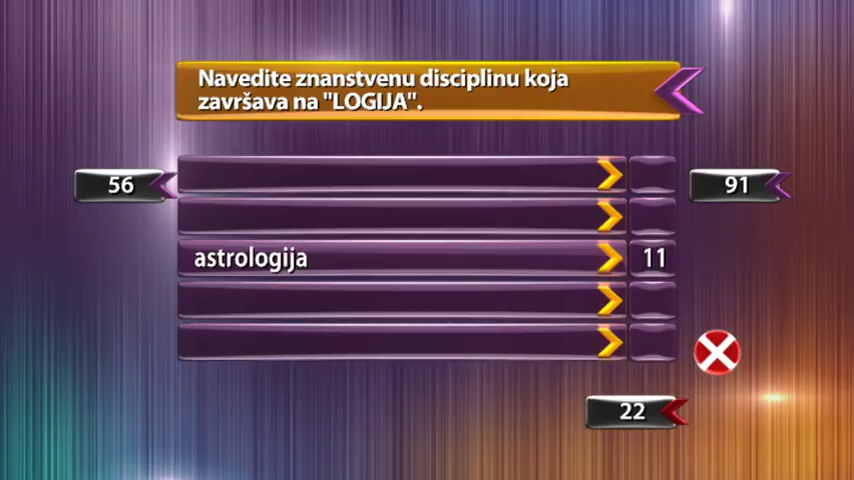 Navedite znanstvenu disciplinu koja
završava na "LOGIJA".
56
91
astrologija 11
22